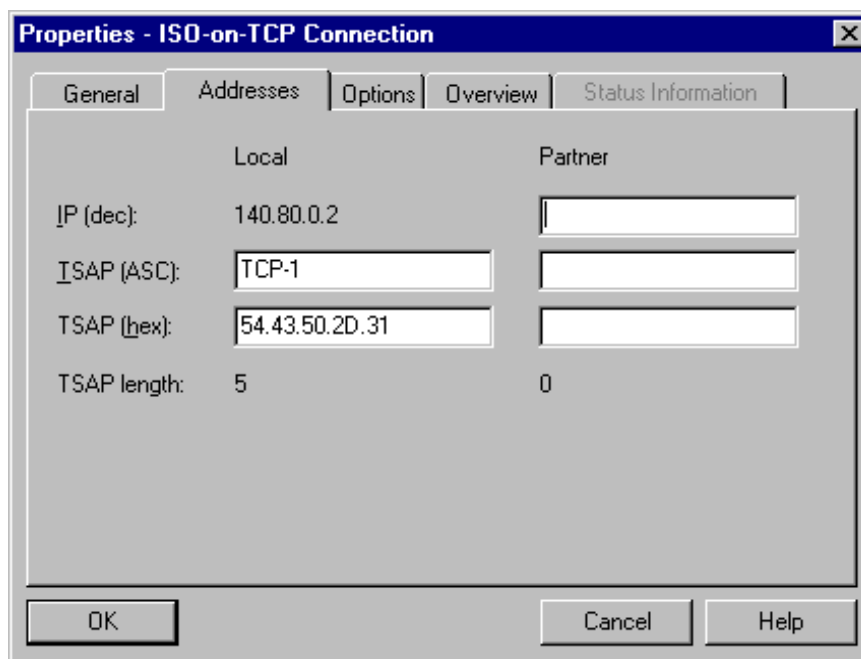 Properties - ISO-on-TCP Connection
General Addresses Options Overview Status Information
Local Partner
IP (dec): 140.80.0.2
TSAP (ASC): TCP-1
TSAP (hex): 54.43.50.2D.31
TSAP length: 5 0
OK Cancel Help